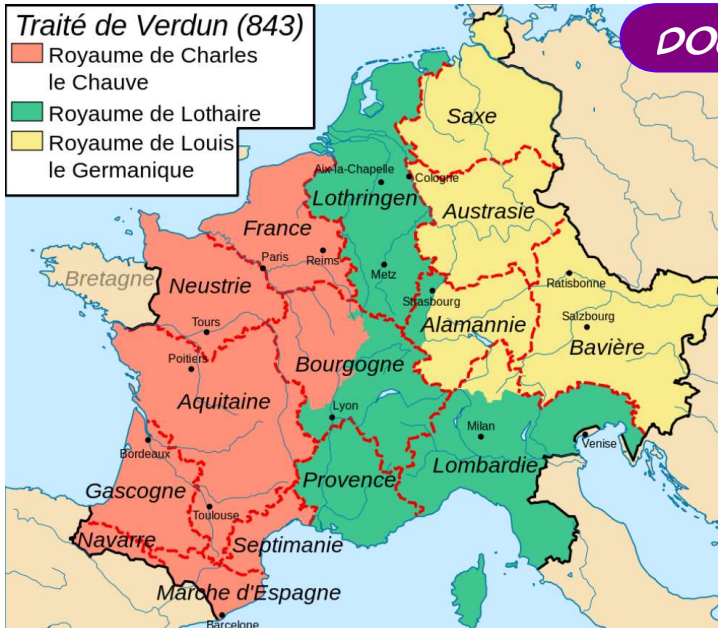 Traité de Verdun (843)
Royaume de Charles
le Chauve
Royaume de Lothaire
Royaume de Louis
le Germanique
Saxe
Aix-la-Chapelle
Cologne
Lothringen
Austrasie
France
Paris
Reims
Metz
Bretagne
Neustrie
Strasbourg
Ratisbonne
Tours
Alamannie
Salzbourg
Bavière
Poitiers
Bourgogne
Aquitaine
Lyon
Milan
Venise
Bordeaux
Lombardie
Provence
Gascogne
Toulouse
Navarre
Septimanie
Marche d'Espagne
Barcelone